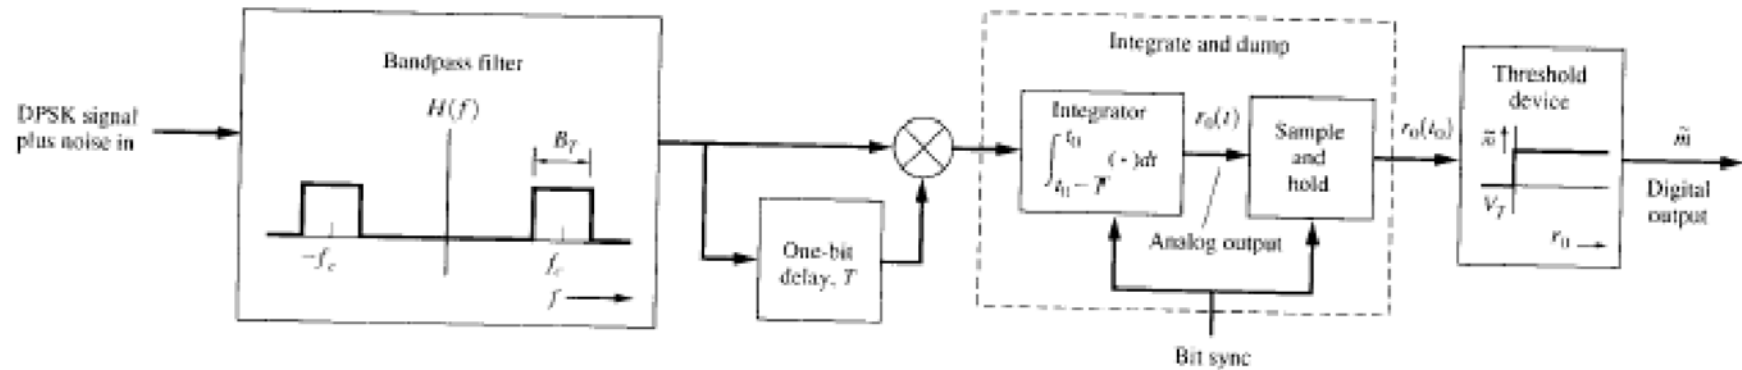 DPSK signal
plus noise in
Bandpass filter
H(f)
B_T
-f_c
f_c
f
One-bit
delay, T
Integrate and dump
Integrator
∫_{t_0 - T}^{t_0} (·)dt
r_0(t)
Analog output
Sample
and
hold
Bit sync
r_0(t_0)
Threshold
device
m̃
V_T
r_0
m̃
Digital
output